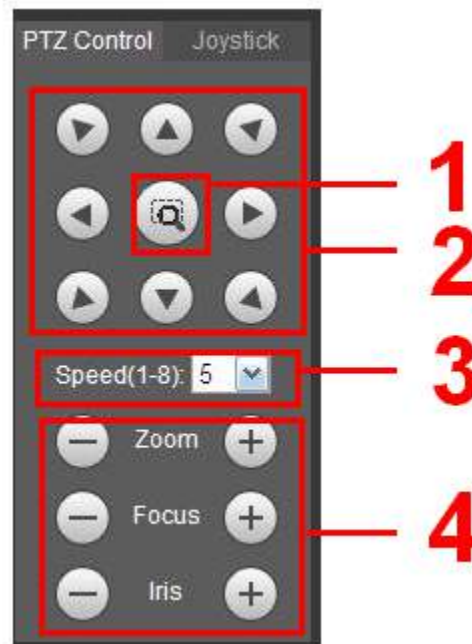 PTZ Control Joystick
1
2
Speed(1-8): 5
3
Zoom
Focus
4
Iris